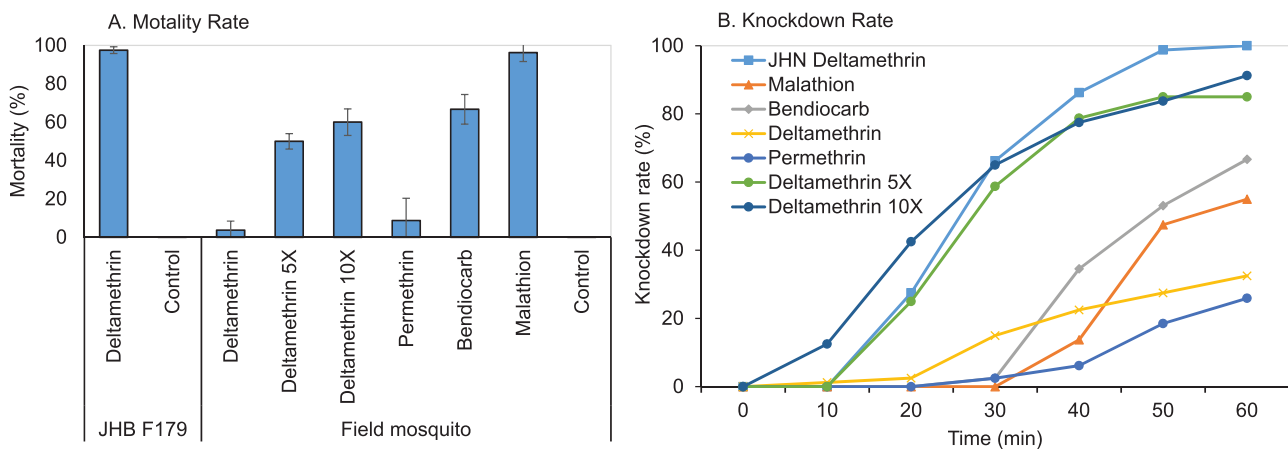 A. Motality Rate
Mortality (%)
100
80
60
40
20
0
Deltamethrin
Control
Deltamethrin
Deltamethrin 5X
Deltamethrin 10X
Permethrin
Bendiocarb
Malathion
Control
JHB F179
Field mosquito
B. Knockdown Rate
Knockdown rate (%)
100
80
60
40
20
0
JHN Deltamethrin
Malathion
Bendiocarb
Deltamethrin
Permethrin
Deltamethrin 5X
Deltamethrin 10X
0 10 20 30 40 50 60
Time (min)